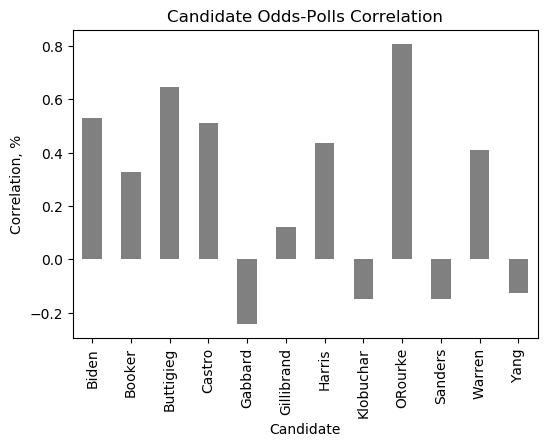 Candidate Odds-Polls Correlation
Correlation, %
0.8
0.6
0.4
0.2
0.0
−0.2
Biden
Booker
Buttigieg
Castro
Gabbard
Gillibrand
Harris
Klobuchar
ORourke
Sanders
Warren
Yang
Candidate